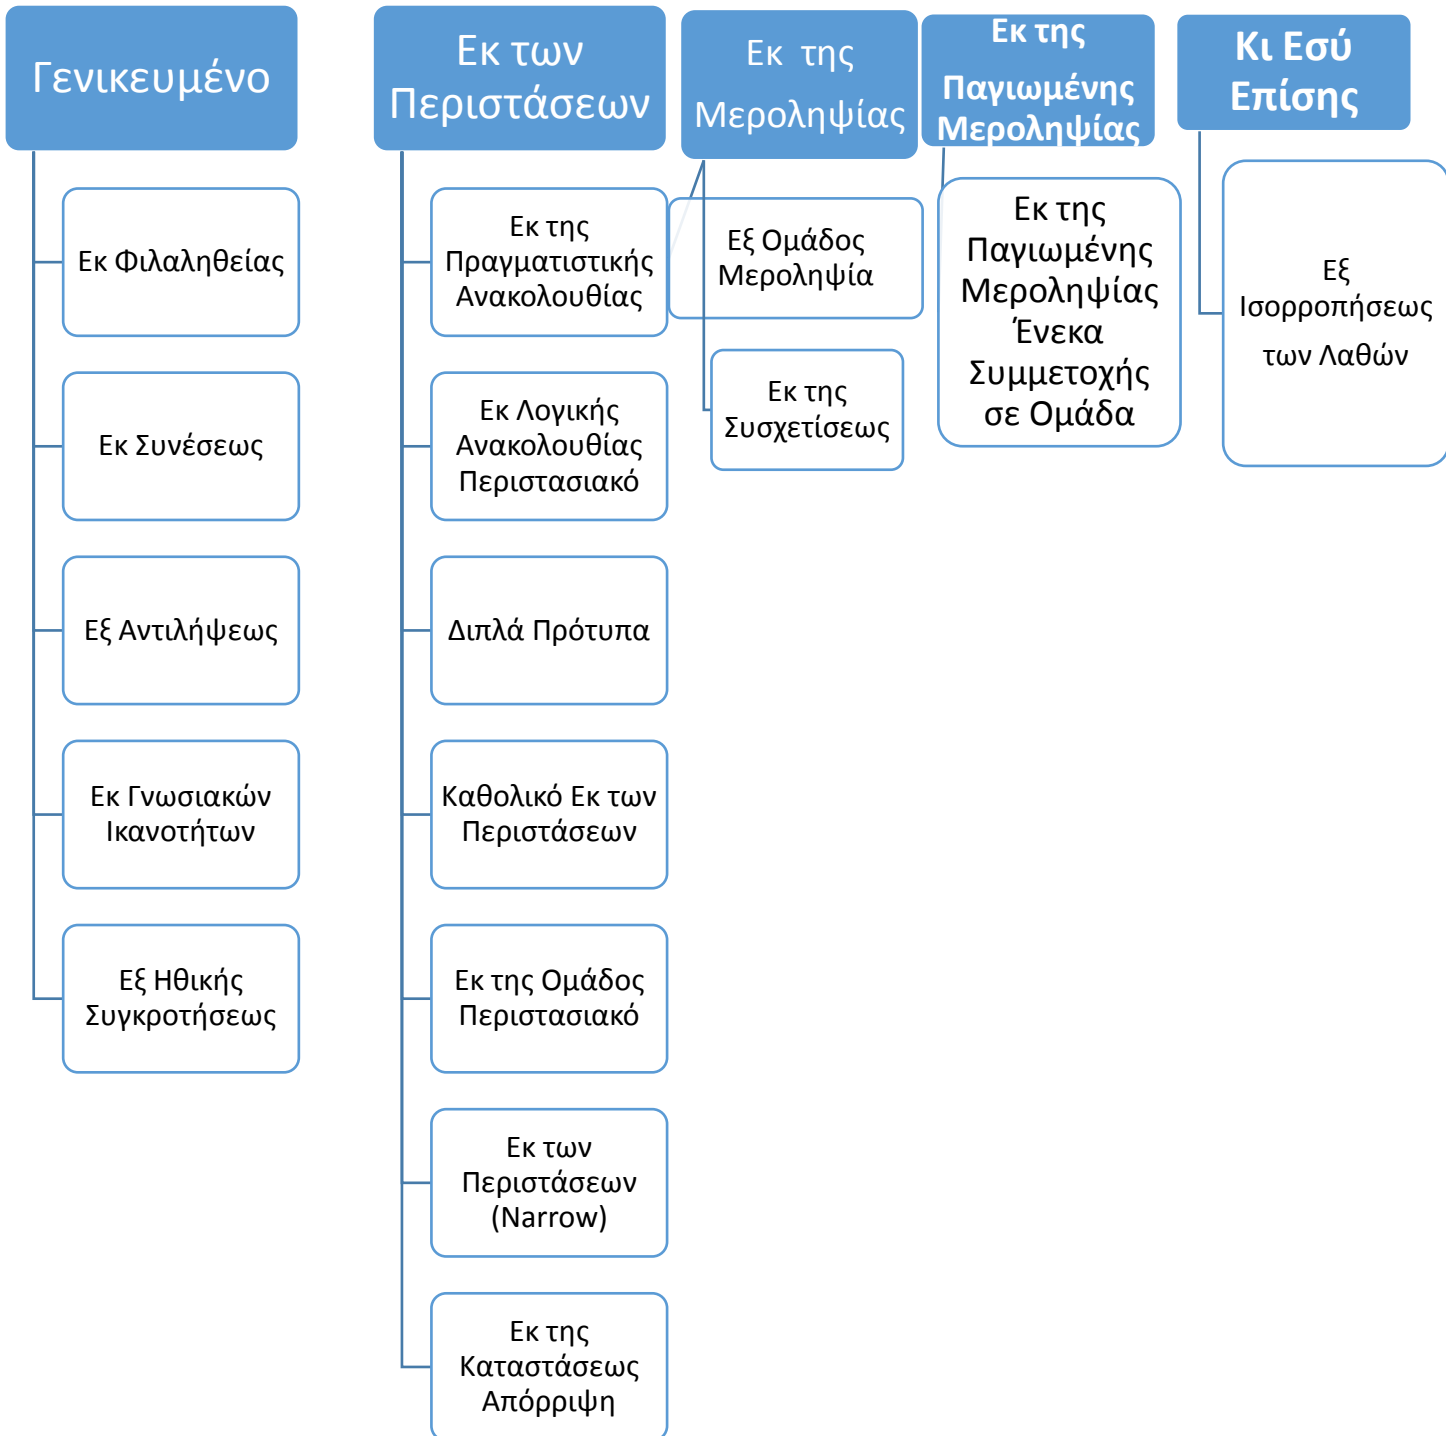 Γενικευμένο
Εκ Φιλαληθείας
Εκ Συνέσεως
Εξ Αντιλήψεως
Εκ Γνωσιακών
Ικανοτήτων
Εξ Ηθικής
Συγκροτήσεως
Εκ των
Περιστάσεων
Εκ της
Πραγματιστικής
Ανακολουθίας
Εκ Λογικής
Ανακολουθίας
Περιστασιακό
Διπλά Πρότυπα
Καθολικό Εκ των
Περιστάσεων
Εκ της Ομάδος
Περιστασιακό
Εκ των
Περιστάσεων
(Narrow)
Εκ της
Καταστάσεως
Απόρριψη
Εκ της
Μεροληψίας
Εξ Ομάδος
Μεροληψία
Εκ της
Συσχετίσεως
Εκ της
Παγιωμένης
Μεροληψίας
Εκ της
Παγιωμένης
Μεροληψίας
Ένεκα
Συμμετοχής
σε Ομάδα
Κι Εσύ
Επίσης
Εξ
Ισορροπήσεως
των Λαθών